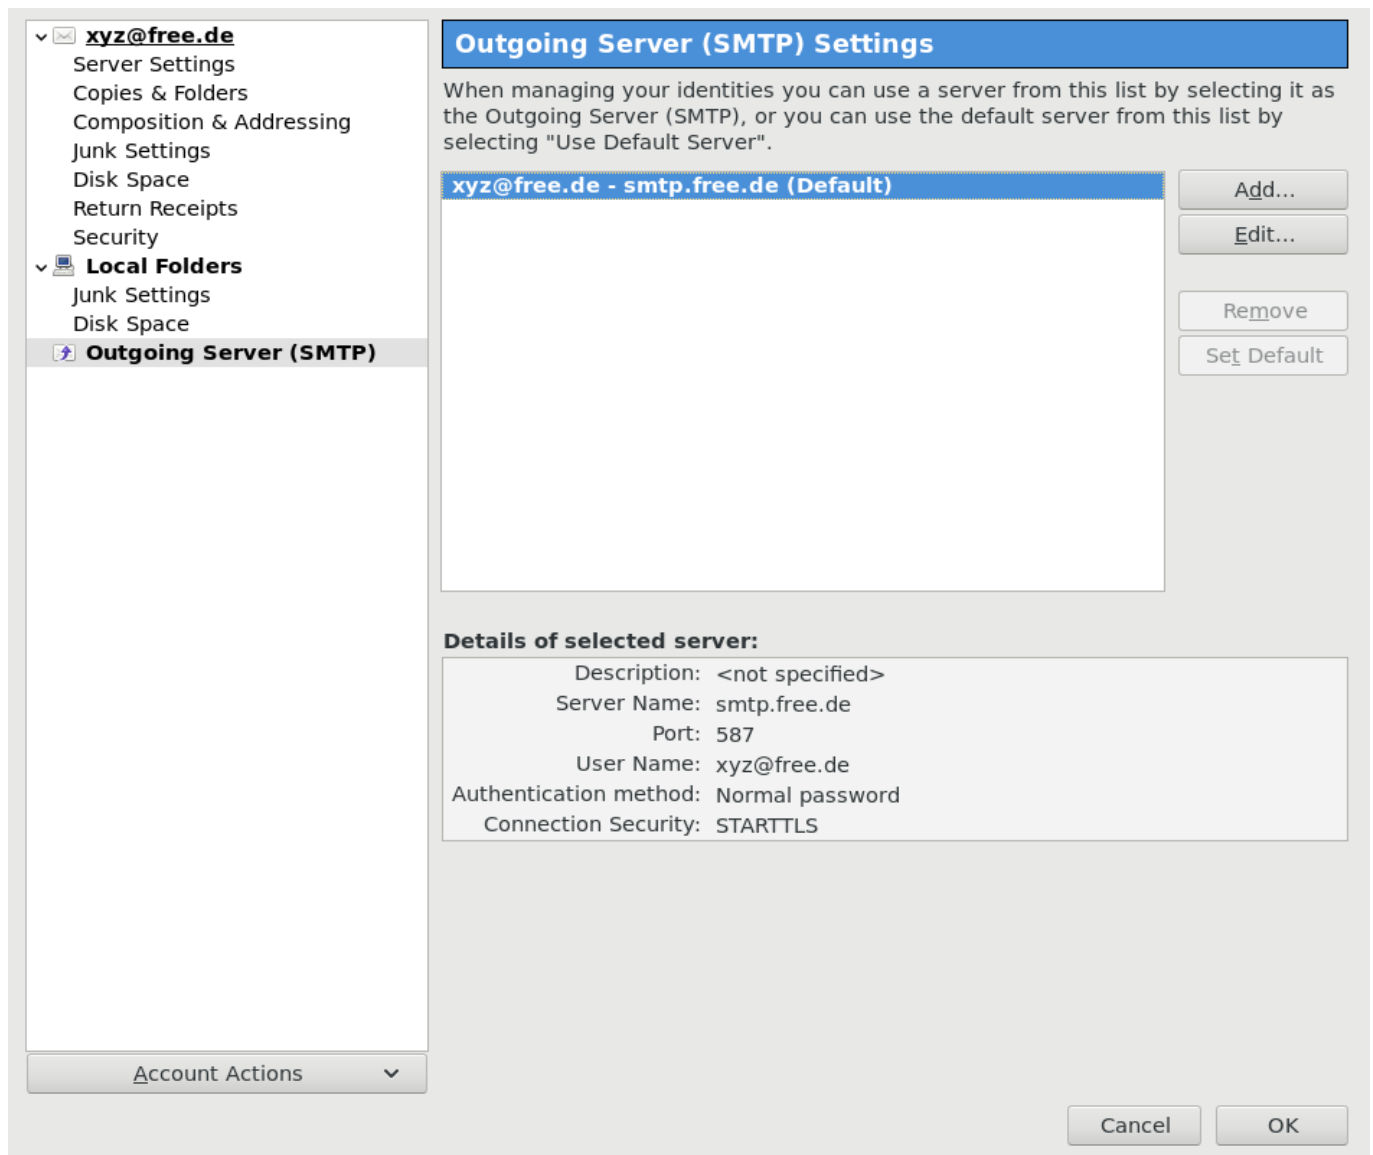 xyz@free.de
Server Settings
Copies & Folders
Composition & Addressing
Junk Settings
Disk Space
Return Receipts
Security
Local Folders
Junk Settings
Disk Space
Outgoing Server (SMTP)
Account Actions
Outgoing Server (SMTP) Settings
When managing your identities you can use a server from this list by selecting it as
the Outgoing Server (SMTP), or you can use the default server from this list by
selecting "Use Default Server".
xyz@free.de - smtp.free.de (Default)
Add...
Edit...
Remove
Set Default
Details of selected server:
Description: <not specified>
Server Name: smtp.free.de
Port: 587
User Name: xyz@free.de
Authentication method: Normal password
Connection Security: STARTTLS
Cancel
OK